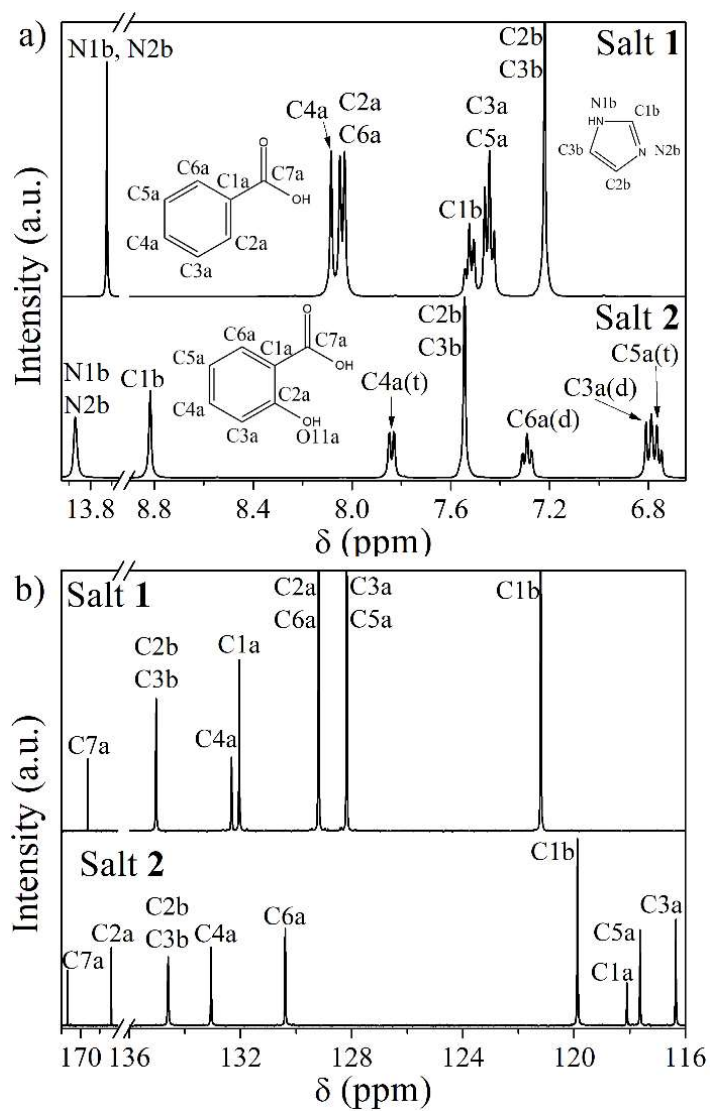 a)
N1b, N2b
C4a
C2a
C6a
C3a
C5a
C1b
C2b
C3b
Salt 1
N1b
HN
C1b
N2b
N
C3b
C2b
O
OH
C7a
C6a
C1a
C5a
C4a
C2a
C3a
Intensity (a.u.)
N1b
N2b
C1b
O
OH
C7a
C6a
C1a
C5a
C2a
C4a
C3a
OH
O11a
C4a(t)
C2b
C3b
C6a(d)
C3a(d)
C5a(t)
Salt 2
13.8 8.8 8.4 8.0 7.6 7.2 6.8
δ (ppm)
b)
Salt 1
C7a
C2b
C3b
C4a
C1a
C2a
C6a
C3a
C5a
C1b
Intensity (a.u.)
Salt 2
C7a
C2a
C2b
C3b
C4a
C6a
C1b
C1a
C5a
C3a
170 136 132 128 124 120 116
δ (ppm)